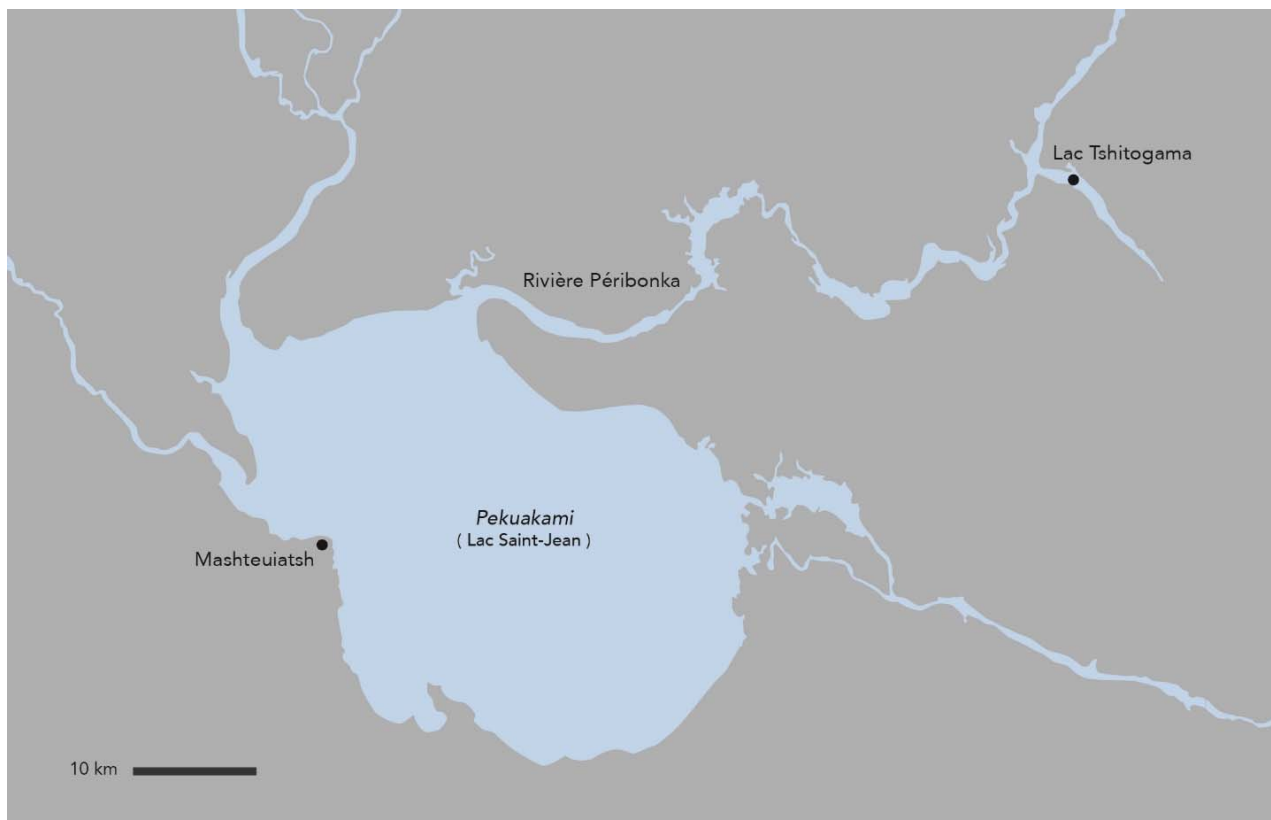 Lac Tshitogama
Rivière Péribonka
Pekuakami
( Lac Saint-Jean )
Mashteuiatsh
10 km